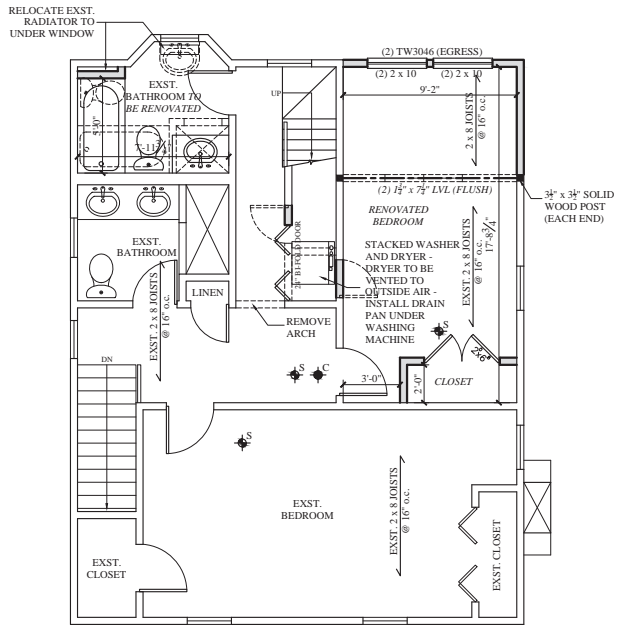 RELOCATE EXST.
RADIATOR TO
UNDER WINDOW
EXST.
BATHROOM TO
BE RENOVATED
UP
(2) TW3046 (EGRESS)
(2) 2 x 10
(2) 2 x 10
9'-2"
2 x 8 JOISTS
@ 16" o.c.
(2) 1¾" x 7¼" LVL (FLUSH)
3½" x 3½" SOLID
WOOD POST
(EACH END)
RENOVATED
BEDROOM
17'-8¾"
EXST. 2 x 8 JOISTS
@ 16" o.c.
STACKED WASHER
AND DRYER -
DRYER TO BE
VENTED TO
OUTSIDE AIR -
INSTALL DRAIN
PAN UNDER
WASHING
MACHINE
24" BI-FOLD DOOR
EXST.
BATHROOM
LINEN
EXST. 2 x 8 JOISTS
@ 16" o.c.
REMOVE
ARCH
DN
S
C
S
3'-0"
2'-0"
CLOSET
2'6"
S
EXST.
BEDROOM
EXST. 2 x 8 JOISTS
@ 16" o.c.
EXST.
CLOSET
EXST. CLOSET